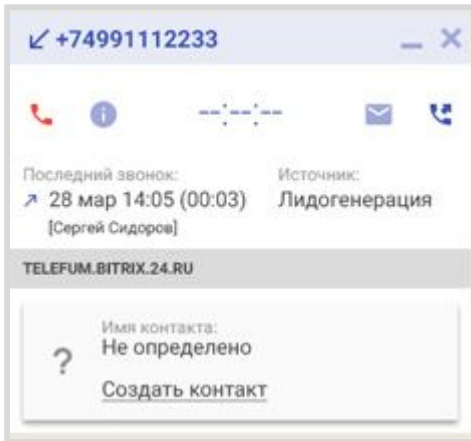 +74991112233
--:--:--
Последний звонок:
Источник:
28 мар 14:05 (00:03)
Лидогенерация
[Сергей Сидоров]
TELEFUM.BITRIX.24.RU
?
Имя контакта:
Не определено
Создать контакт